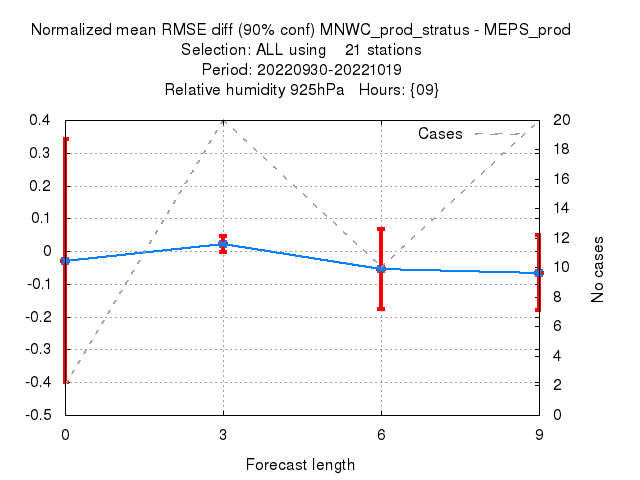 Normalized mean RMSE diff (90% conf) MNWC_prod_stratus - MEPS_prod
Selection: ALL using 21 stations
Period: 20220930-20221019
Relative humidity 925hPa Hours: {09}
0.4
0.3
0.2
0.1
0
-0.1
-0.2
-0.3
-0.4
-0.5
Cases
20
18
16
14
12
10
8
6
4
2
0
No cases
0 3 6 9
Forecast length